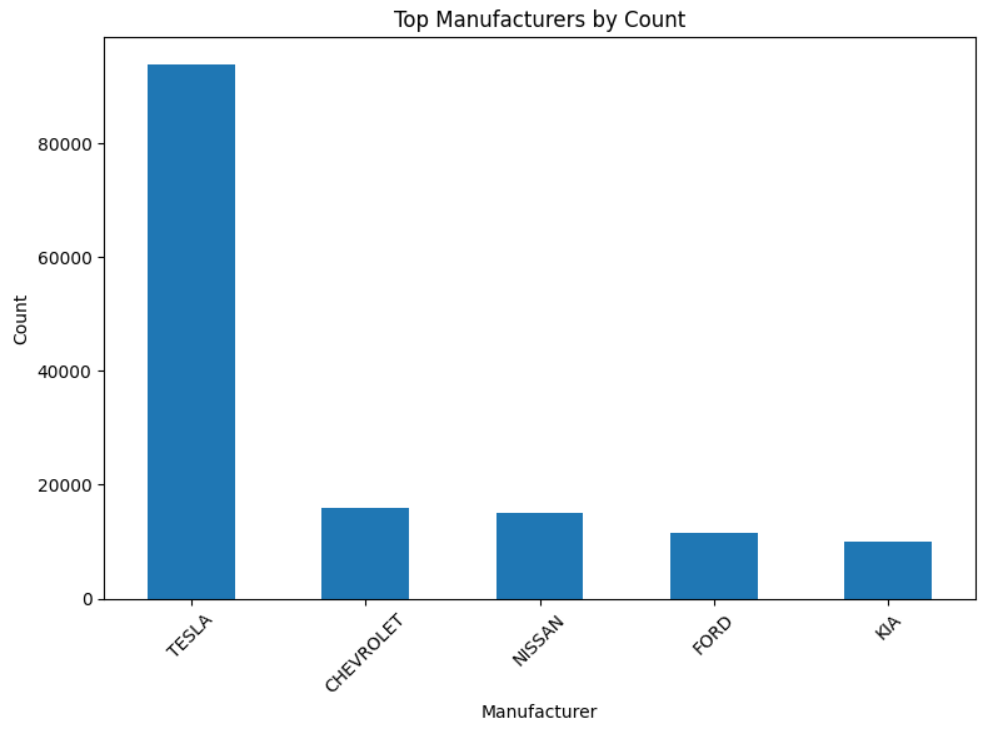 Top Manufacturers by Count
Count
80000
60000
40000
20000
0
TESLA
CHEVROLET
NISSAN
FORD
KIA
Manufacturer